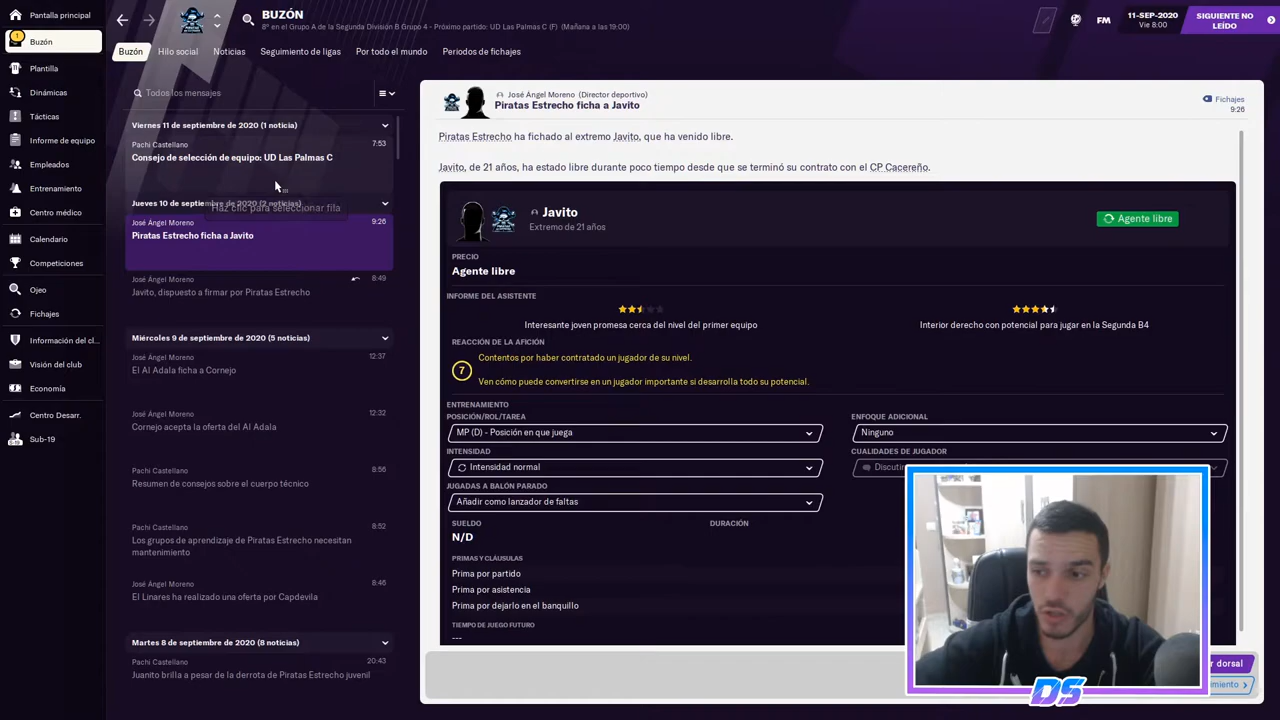 Pantalla principal
BUZÓN
8º en el Grupo A de la Segunda División B Grupo 4 - Próximo partido: UD Las Palmas C (F) (Mañana a las 19:00)
FM
11-SEP-2020
Vie 8:00
SIGUIENTE NO LEÍDO
1
Buzón
Plantilla
Dinámicas
Tácticas
Informe de equipo
Empleados
Entrenamiento
Centro médico
Calendario
Competiciones
Ojeo
Fichajes
Información del cl...
Visión del club
Economía
Centro Desarr.
Sub-19
Buzón
Hilo social
Noticias
Seguimiento de ligas
Por todo el mundo
Periodos de fichajes
Todos los mensajes
Viernes 11 de septiembre de 2020 (1 noticia)
Pachi Castellano
7:53
Consejo de selección de equipo: UD Las Palmas C
Jueves 10 de septiembre de 2020 (2 noticias)
Haz clic para seleccionar fila
José Ángel Moreno
9:26
Piratas Estrecho ficha a Javito
José Ángel Moreno
8:49
Javito, dispuesto a firmar por Piratas Estrecho
Miércoles 9 de septiembre de 2020 (5 noticias)
José Ángel Moreno
12:37
El Al Adala ficha a Cornejo
José Ángel Moreno
12:32
Cornejo acepta la oferta del Al Adala
Pachi Castellano
8:56
Resumen de consejos sobre el cuerpo técnico
Pachi Castellano
8:52
Los grupos de aprendizaje de Piratas Estrecho necesitan
mantenimiento
José Ángel Moreno
8:46
El Linares ha realizado una oferta por Capdevila
Martes 8 de septiembre de 2020 (8 noticias)
Pachi Castellano
20:43
Juanito brilla a pesar de la derrota de Piratas Estrecho juvenil
José Ángel Moreno (Director deportivo)
Piratas Estrecho ficha a Javito
Fichajes
9:26
Piratas Estrecho ha fichado al extremo Javito, que ha venido libre.
Javito, de 21 años, ha estado libre durante poco tiempo desde que se terminó su contrato con el CP Cacereño.
Javito
Extremo de 21 años
Agente libre
PRECIO
Agente libre
INFORME DEL ASISTENTE
Interesante joven promesa cerca del nivel del primer equipo
Interior derecho con potencial para jugar en la Segunda B4
REACCIÓN DE LA AFICIÓN
7
Contentos por haber contratado un jugador de su nivel.
Ven cómo puede convertirse en un jugador importante si desarrolla todo su potencial.
ENTRENAMIENTO
POSICIÓN/ROL/TAREA
MP (D) - Posición en que juega
ENFOQUE ADICIONAL
Ninguno
INTENSIDAD
Intensidad normal
CUALIDADES DE JUGADOR
Discutir
JUGADAS A BALÓN PARADO
Añadir como lanzador de faltas
SUELDO
N/D
DURACIÓN
PRIMAS Y CLÁUSULAS
Prima por partido
Prima por asistencia
Prima por dejarlo en el banquillo
TIEMPO DE JUEGO FUTURO
---
dorsal
DS